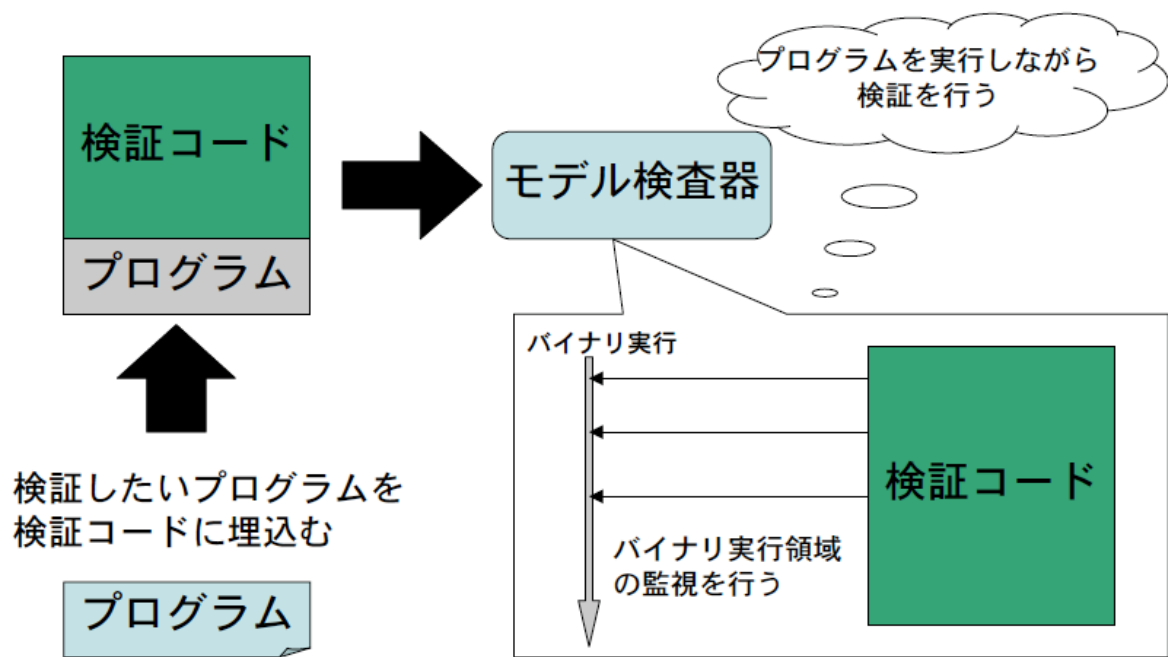 検証コード
プログラム
検証したいプログラムを
検証コードに埋込む
プログラム
モデル検査器
プログラムを実行しながら
検証を行う
バイナリ実行
バイナリ実行領域
の監視を行う
検証コード